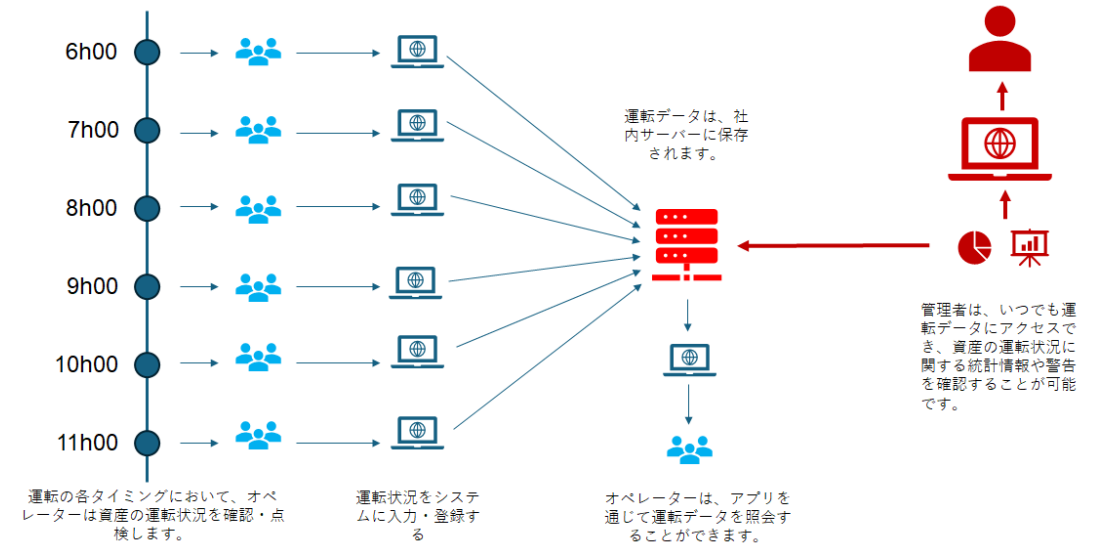 6h00
7h00
8h00
9h00
10h00
11h00
運転の各タイミングにおいて、オペ
レーターは資産の運転状況を確認・点
検します。
運転状況をシステ
ムに入力・登録す
る
運転データは、社
内サーバーに保存
されます。
オペレーターは、アプリを
通じて運転データを照会す
ることができます。
管理者は、いつでも運
転データにアクセスで
き、資産の運転状況に
関する統計情報や警告
を確認することが可能
です。